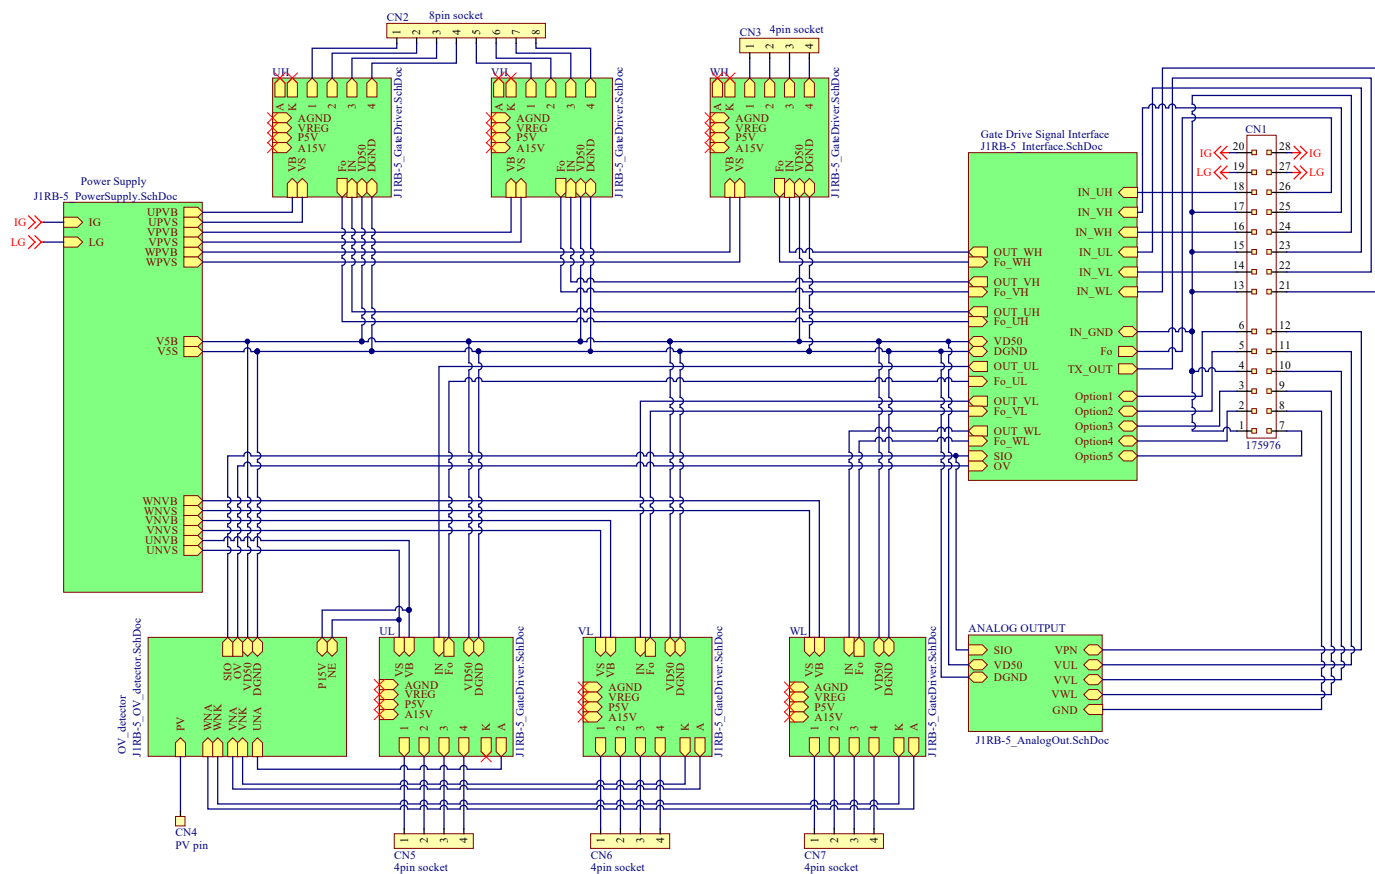 CN2
8pin socket
1 2 3 4 5 6 7 8
CN3
4pin socket
1 2 3 4
UH
A K 1 2 3 4
AGND
VREG
P5V
A15V
VB VS Fo IN VD50 DGND
J1RB-5_GateDriver.SchDoc
VH
A K 1 2 3 4
AGND
VREG
P5V
A15V
VB VS Fo IN VD50 DGND
J1RB-5_GateDriver.SchDoc
WH
A K 1 2 3 4
AGND
VREG
P5V
A15V
VB VS Fo IN VD50 DGND
J1RB-5_GateDriver.SchDoc
Power Supply
J1RB-5_PowerSupply.SchDoc
IG IG
LG LG
UPVB
UPVS
VPVB
VPVS
WPVB
WPVS
V5B
V5S
WNVB
WNVS
VNVB
VNVS
UNVB
UNVS
Gate Drive Signal Interface
J1RB-5_Interface.SchDoc
OUT_WH
Fo_WH
OUT_VH
Fo_VH
OUT_UH
Fo_UH
VD50
DGND
OUT_UL
Fo_UL
OUT_VL
Fo_VL
OUT_WL
Fo_WL
SIO
OV
IN_UH
IN_VH
IN_WH
IN_UL
IN_VL
IN_WL
IN_GND
Fo
TX_OUT
Option1
Option2
Option3
Option4
Option5
CN1
IG 20 28 IG
LG 19 27 LG
18 26
17 25
16 24
15 23
14 22
13 21
6 12
5 11
4 10
3 9
2 8
1 7
175976
OV_detector
J1RB-5_OV_detector.SchDoc
SIO OV VD50 DGND P15V NE
PV WNA WNK VNA VNK UNA
CN4
PV pin
UL
VS VB IN Fo VD50 DGND
AGND
VREG
P5V
A15V
1 2 3 4 K A
J1RB-5_GateDriver.SchDoc
1 2 3 4
CN5
4pin socket
VL
VS VB IN Fo VD50 DGND
AGND
VREG
P5V
A15V
1 2 3 4 K A
J1RB-5_GateDriver.SchDoc
1 2 3 4
CN6
4pin socket
WL
VS VB IN Fo VD50 DGND
AGND
VREG
P5V
A15V
1 2 3 4 K A
J1RB-5_GateDriver.SchDoc
1 2 3 4
CN7
4pin socket
ANALOG OUTPUT
SIO VPN
VD50 VUL
DGND VVL
VWL
GND
J1RB-5_AnalogOut.SchDoc